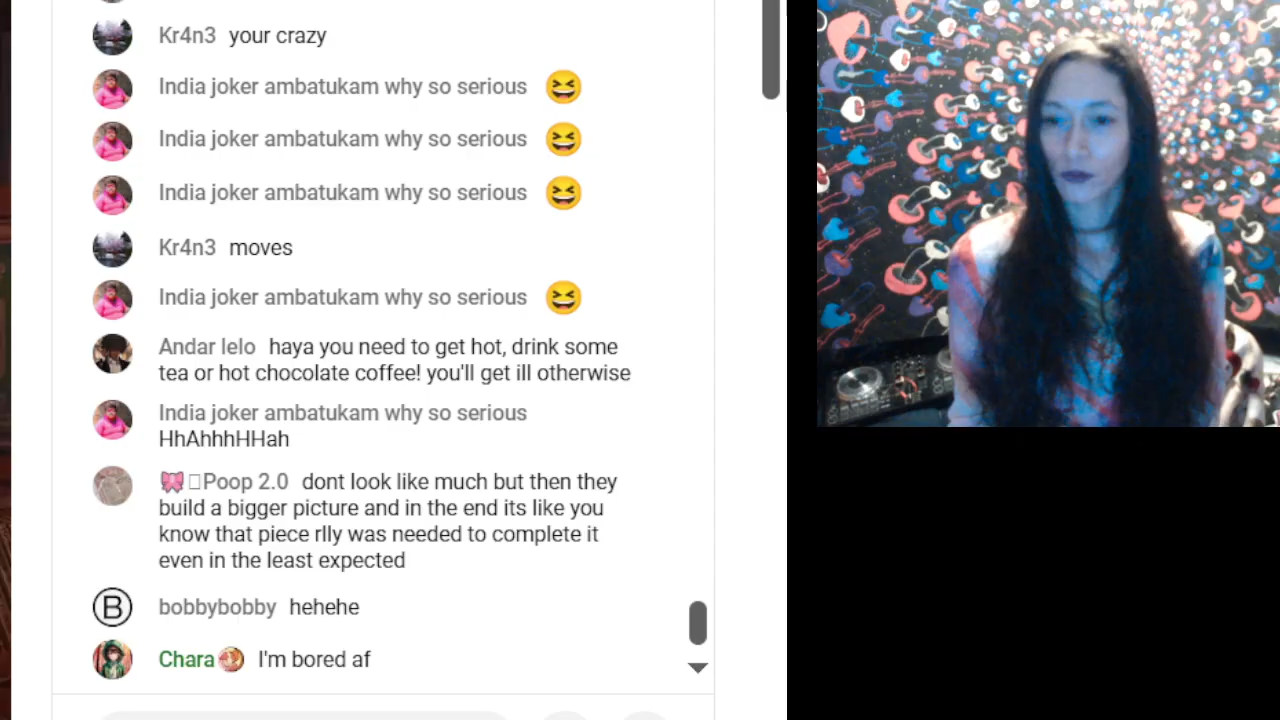 Kr4n3 your crazy
India joker ambatukam why so serious 😆
India joker ambatukam why so serious 😆
India joker ambatukam why so serious 😆
Kr4n3 moves
India joker ambatukam why so serious 😆
Andar lelo haya you need to get hot, drink some
tea or hot chocolate coffee! you'll get ill otherwise
India joker ambatukam why so serious
HhAhhhHHah
🎀Poop 2.0 dont look like much but then they
build a bigger picture and in the end its like you
know that piece rlly was needed to complete it
even in the least expected
B bobbybobby hehehe
Chara I'm bored af